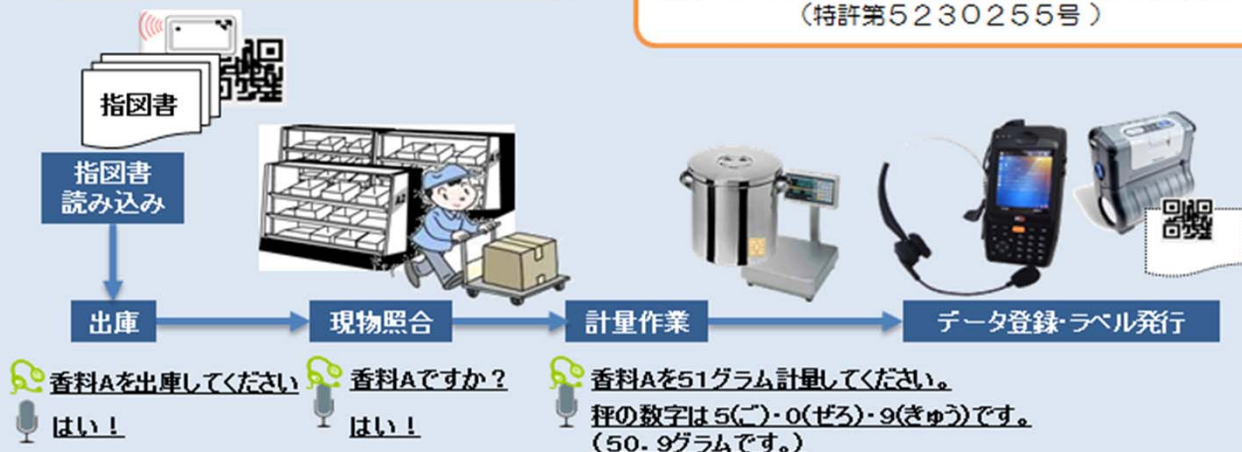 (特許第5230255号)
指図書
指図書
読み込み
A2
出庫
現物照合
計量作業
データ登録・ラベル発行
香料Aを出庫してください
はい!
香料Aですか?
はい!
香料Aを51グラム計量してください。
秤の数字は5(ご)・0(ぜろ)・9(きゅう)です。
(50.9グラムです。)